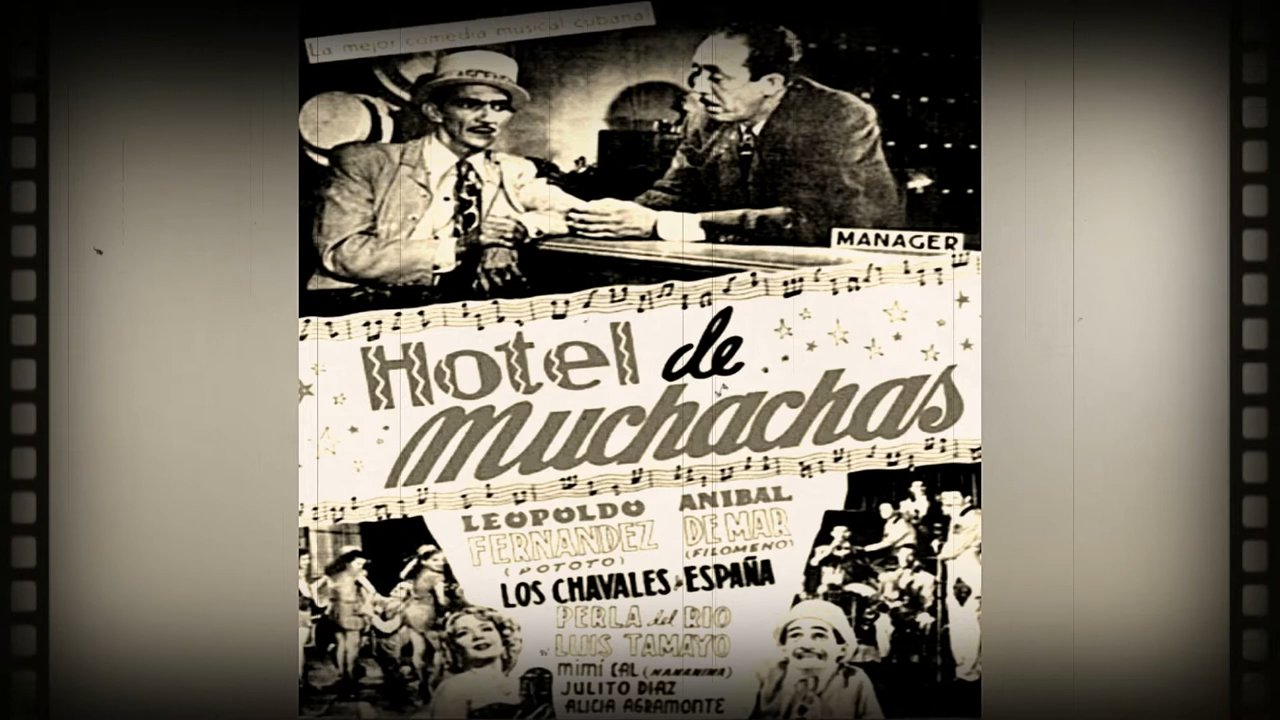 La mejor comedia musical cubana!
MANAGER
Hotel de
Muchachas
LEOPOLDO
FERNANDEZ
(POTOTO)
ANIBAL
DE MAR
(FILOMENO)
LOS CHAVALES de ESPAÑA
PERLA del RIO
LUIS TAMAYO
mimí CAL (NANANINA)
JULITO DIAZ
ALICIA AGRAMONTE